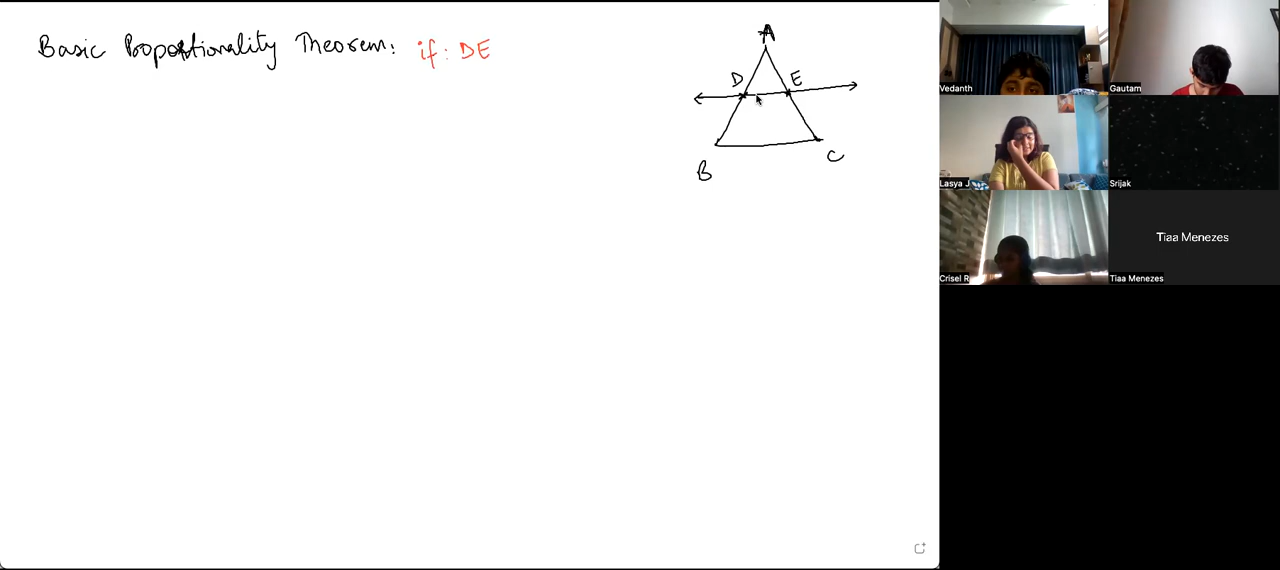 Basic Proportionality Theorem: if: DE
A
D E
B C
Vedanth Gautam
Lasya J Srijak
Tiaa Menezes
Crisel R Tiaa Menezes